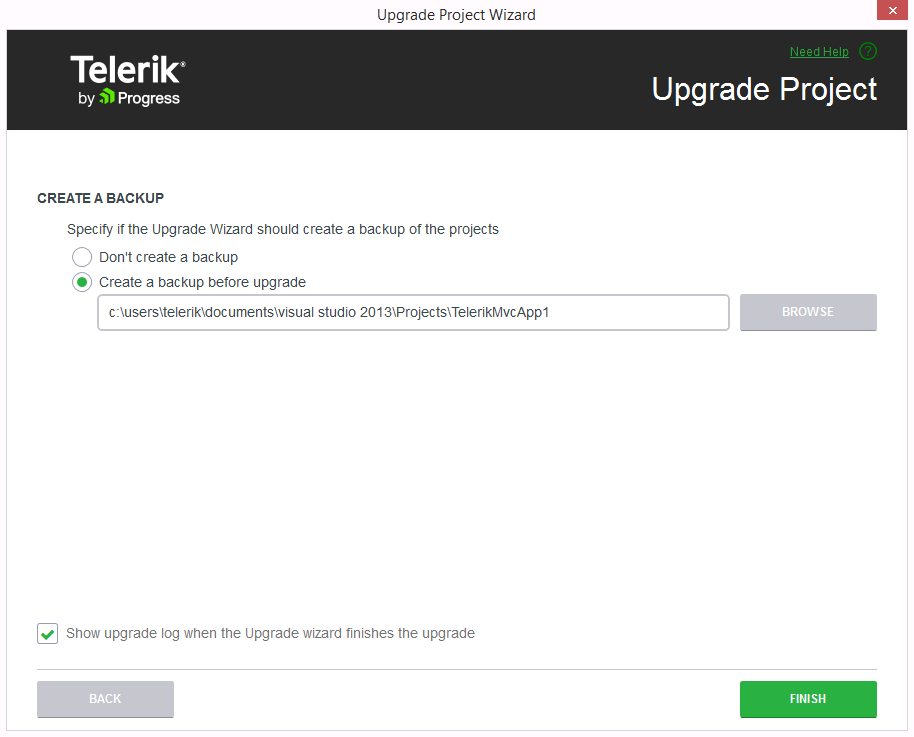 Upgrade Project Wizard
Telerik®
by Progress
Need Help ?
Upgrade Project
CREATE A BACKUP
Specify if the Upgrade Wizard should create a backup of the projects
Don't create a backup
Create a backup before upgrade
c:\users\telerik\documents\visual studio 2013\Projects\TelerikMvcApp1
BROWSE
Show upgrade log when the Upgrade wizard finishes the upgrade
BACK
FINISH